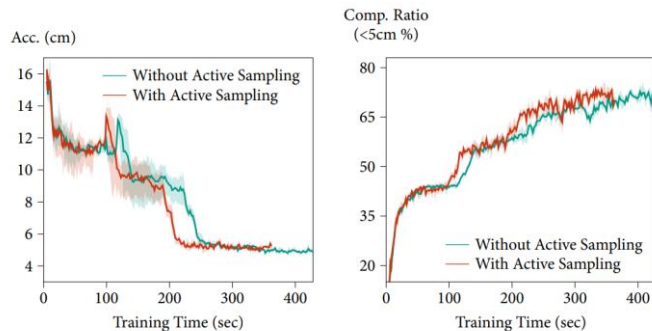 Acc. (cm)
16
14
12
10
8
6
4
0
100
200
300
400
Training Time (sec)
Without Active Sampling
With Active Sampling
Comp. Ratio
(<5cm %)
80
65
50
35
20
0
100
200
300
400
Training Time (sec)
Without Active Sampling
With Active Sampling